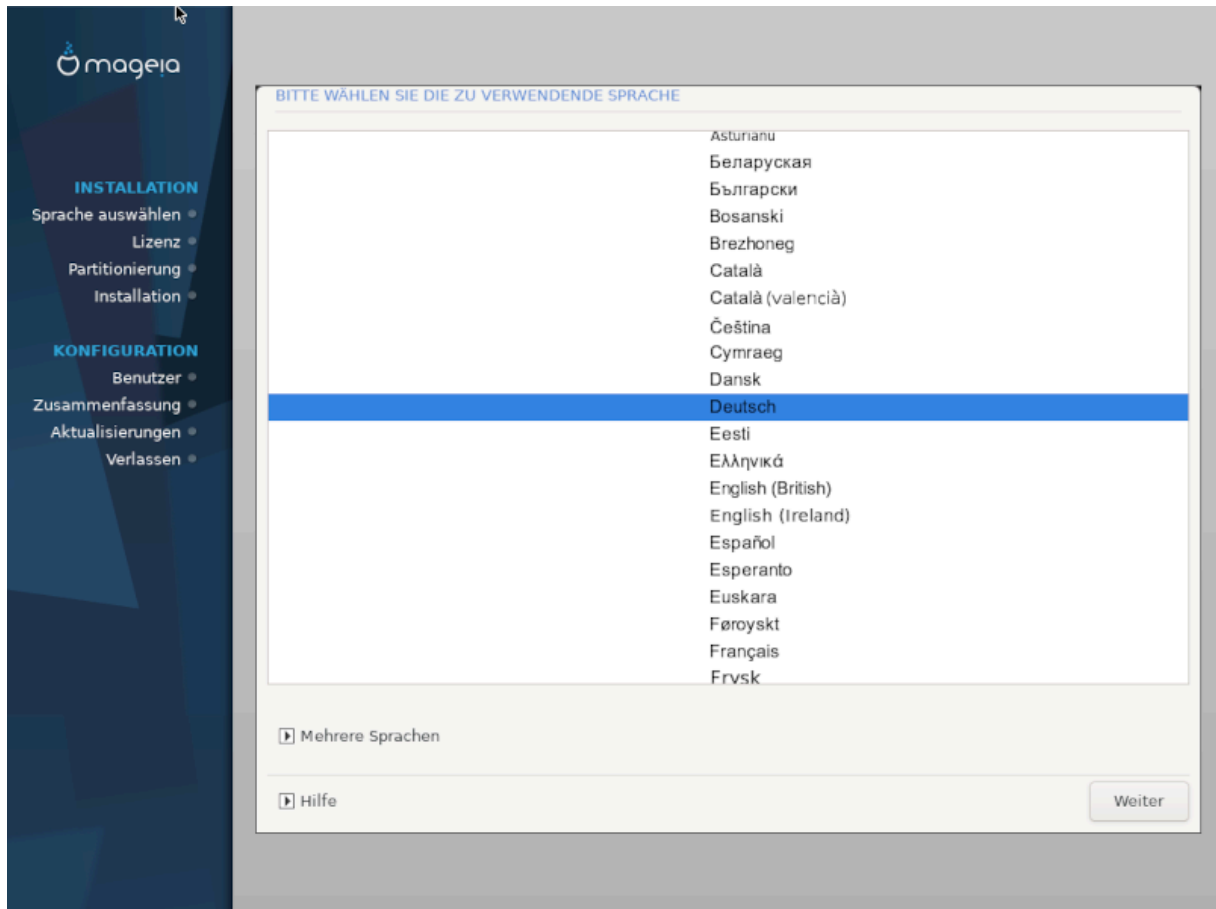 mageia
INSTALLATION
Sprache auswählen
Lizenz
Partitionierung
Installation
KONFIGURATION
Benutzer
Zusammenfassung
Aktualisierungen
Verlassen
BITTE WÄHLEN SIE DIE ZU VERWENDENDE SPRACHE
Asturianu
Беларуская
Български
Bosanski
Brezhoneg
Català
Català (valencià)
Čeština
Cymraeg
Dansk
Deutsch
Eesti
Ελληνικά
English (British)
English (Ireland)
Español
Esperanto
Euskara
Føroyskt
Français
Frysk
Mehrere Sprachen
Hilfe
Weiter